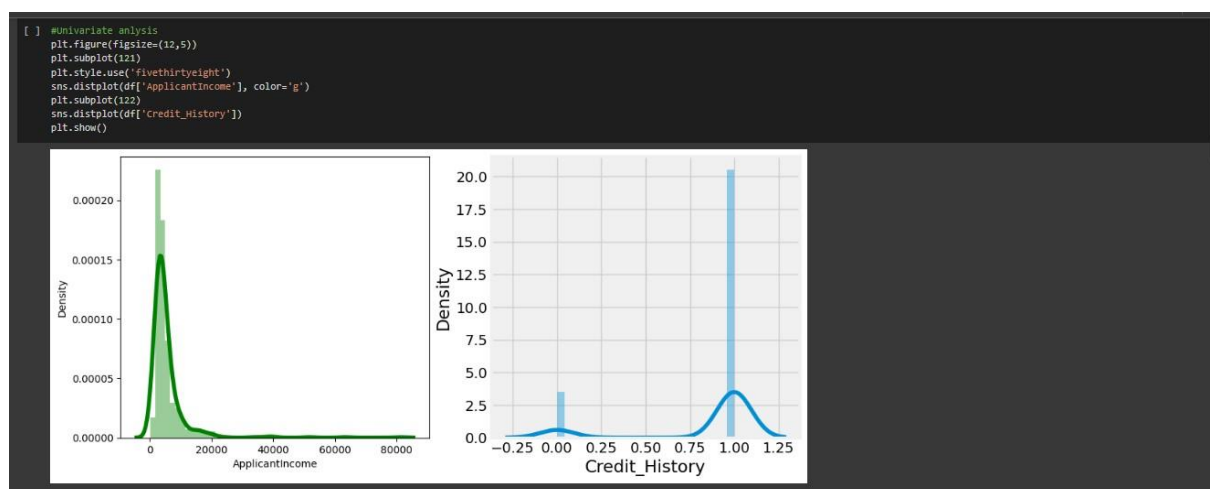 [ ] #Univariate anlysis
plt.figure(figsize=(12,5))
plt.subplot(121)
plt.style.use('fivethirtyeight')
sns.distplot(df['ApplicantIncome'], color='g')
plt.subplot(122)
sns.distplot(df['Credit_History'])
plt.show()
0.00020
0.00015
0.00010
0.00005
0.00000
Density
0 20000 40000 60000 80000
ApplicantIncome
20.0
17.5
15.0
12.5
10.0
7.5
5.0
2.5
0.0
Density
−0.25 0.00 0.25 0.50 0.75 1.00 1.25
Credit_History